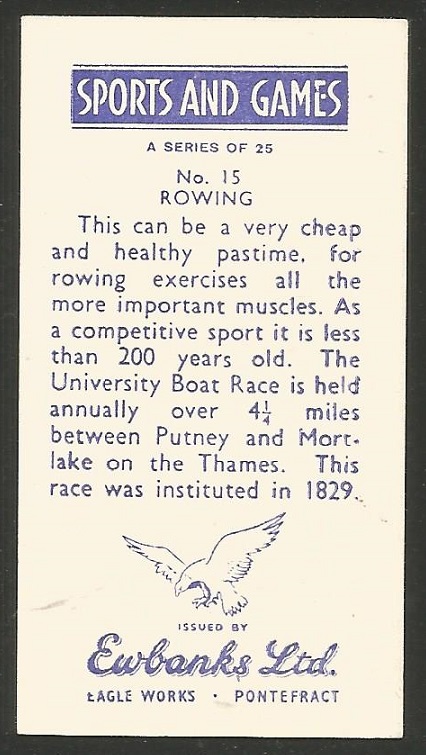 SPORTS AND GAMES
A SERIES OF 25
No. 15
ROWING
This can be a very cheap
and healthy pastime, for
rowing exercises all the
more important muscles. As
a competitive sport it is less
than 200 years old. The
University Boat Race is held
annually over 4¼ miles
between Putney and Mort-
lake on the Thames. This
race was instituted in 1829.
ISSUED BY
Ewbanks Ltd.
EAGLE WORKS · PONTEFRACT